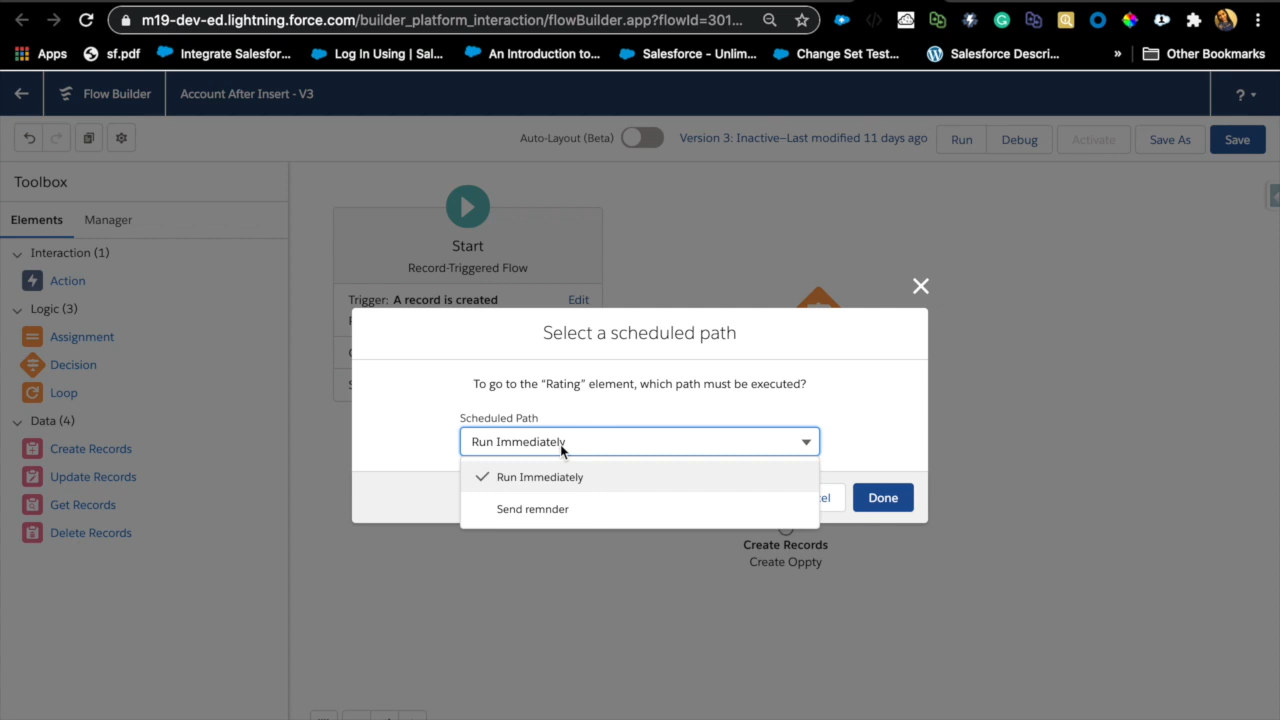 m19-dev-ed.lightning.force.com/builder_platform_interaction/flowBuilder.app?flowId=301...
Apps sf.pdf Integrate Salesfor... Log In Using | Sal... An Introduction to... Salesforce - Unlim... Change Set Test... Salesforce Descri... » Other Bookmarks
Flow Builder Account After Insert - V3 ?
Auto-Layout (Beta) Version 3: Inactive—Last modified 11 days ago Run Debug Activate Save As Save
Toolbox
Elements Manager
Interaction (1)
Action
Logic (3)
Assignment
Decision
Loop
Data (4)
Create Records
Update Records
Get Records
Delete Records
Start
Record-Triggered Flow
Trigger: A record is created Edit
Select a scheduled path
To go to the “Rating” element, which path must be executed?
Scheduled Path
Run Immediately
Run Immediately
Send remnder
Done
Create Records
Create Oppty